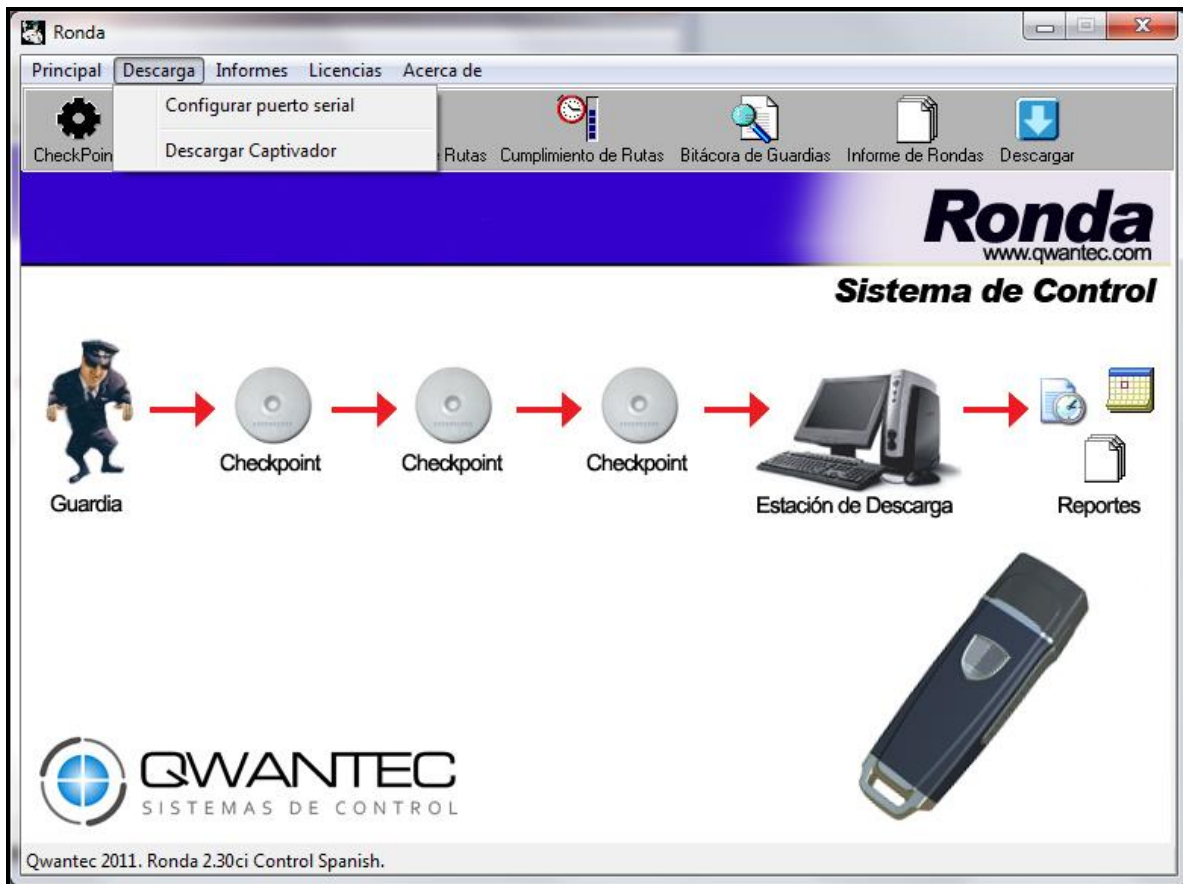 Ronda
Principal Descarga Informes Licencias Acerca de
Configurar puerto serial
Descargar Captivador
CheckPoin Rutas Cumplimiento de Rutas Bitácora de Guardias Informe de Rondas Descargar
Ronda
www.qwantec.com
Sistema de Control
Checkpoint Checkpoint Checkpoint
Guardia Estación de Descarga Reportes
QWANTEC
SISTEMAS DE CONTROL
Qwantec 2011. Ronda 2.30ci Control Spanish.